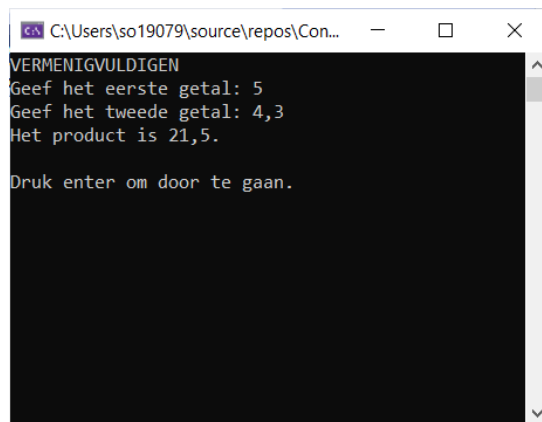 C:\Users\so19079\source\repos\Con...
VERMENIGVULDIGEN
Geef het eerste getal: 5
Geef het tweede getal: 4,3
Het product is 21,5.
Druk enter om door te gaan.